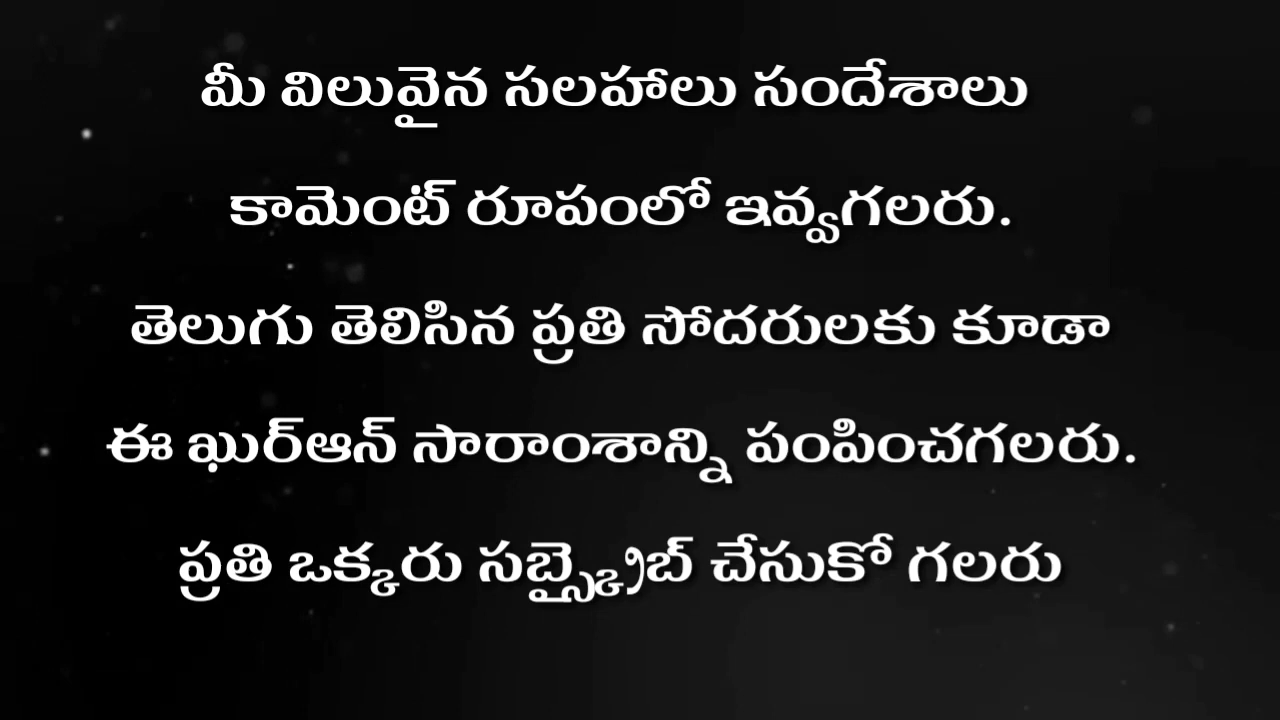 మీ విలువైన సలహాలు సందేశాలు
కామెంట్ రూపంలో ఇవ్వగలరు.
తెలుగు తెలిసిన ప్రతి సోదరులకు కూడా
ఈ ఖుర్ఆన్ సారాంశాన్ని పంపించగలరు.
ప్రతి ఒక్కరు సబ్స్క్రైబ్ చేసుకో గలరు